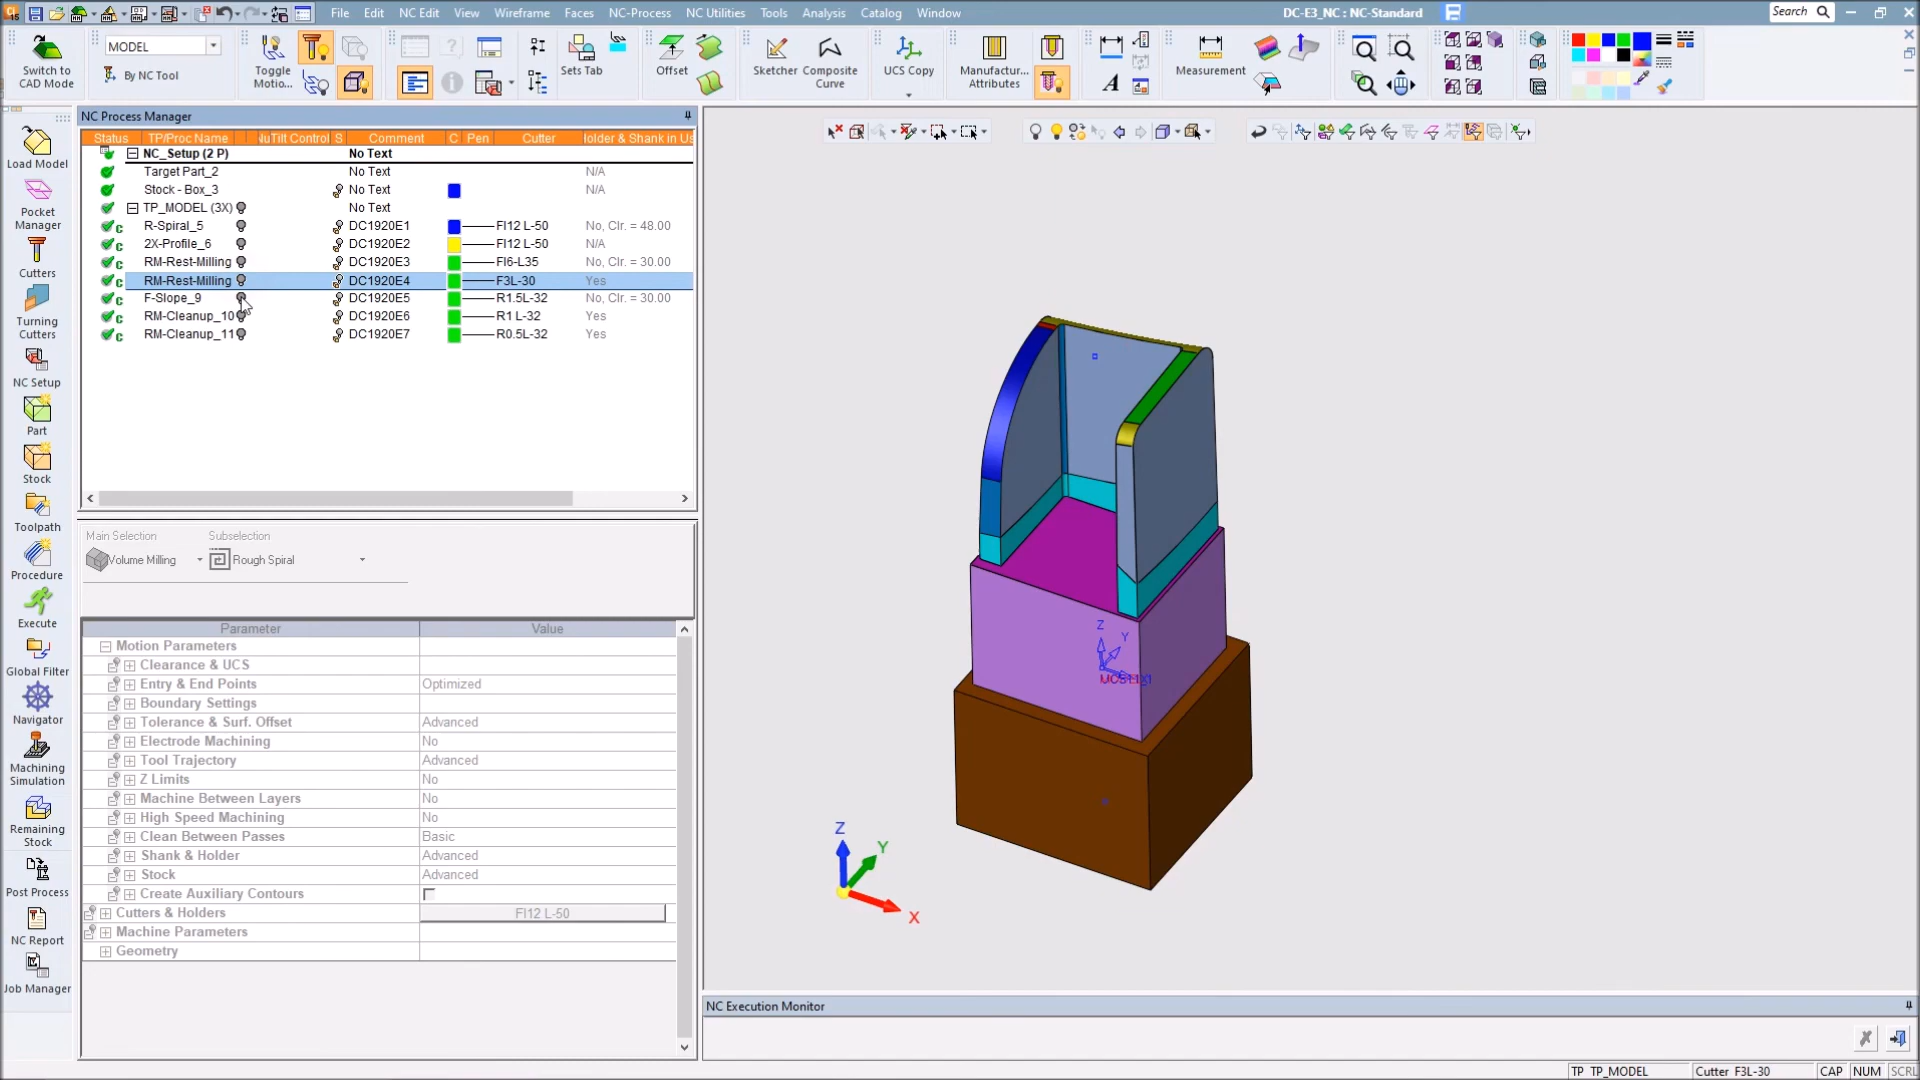 File Edit NC Edit View Wireframe Faces NC-Process NC Utilities Tools Analysis Catalog Window
DC-E3_NC : NC-Standard
Search
Switch to
CAD Mode
MODEL
By NC Tool
Toggle
Motio...
Sets Tab
Offset
Sketcher
Composite
Curve
UCS Copy
Manufactur...
Attributes
A
Measurement
Load Model
Pocket
Manager
Cutters
Turning
Cutters
NC Setup
Part
Stock
Toolpath
Procedure
Execute
Global Filter
Navigator
Machining
Simulation
Remaining
Stock
Post Process
NC Report
Job Manager
NC Process Manager
Status TP/Proc Name Tilt Control S Comment C Pen Cutter Holder & Shank in Us
NC_Setup (2 P) No Text
Target Part_2 No Text N/A
Stock - Box_3 No Text N/A
TP_MODEL (3X) No Text
R-Spiral_5 DC1920E1 FI12 L-50 No, Clr. = 48.00
2X-Profile_6 DC1920E2 FI12 L-50 N/A
RM-Rest-Milling DC1920E3 FI6-L35 No, Clr. = 30.00
RM-Rest-Milling DC1920E4 F3L-30 Yes
F-Slope_9 DC1920E5 R1.5L-32 No, Clr. = 30.00
RM-Cleanup_10 DC1920E6 R1 L-32 Yes
RM-Cleanup_11 DC1920E7 R0.5L-32 Yes
Main Selection Subselection
Volume Milling Rough Spiral
Parameter Value
Motion Parameters
Clearance & UCS
Entry & End Points Optimized
Boundary Settings
Tolerance & Surf. Offset Advanced
Electrode Machining No
Tool Trajectory Advanced
Z Limits No
Machine Between Layers No
High Speed Machining No
Clean Between Passes Basic
Shank & Holder Advanced
Stock Advanced
Create Auxiliary Contours
Cutters & Holders FI12 L-50
Machine Parameters
Geometry
Z
Y
Z
Y
X
NC Execution Monitor
TP TP_MODEL Cutter F3L-30 CAP NUM SCRL